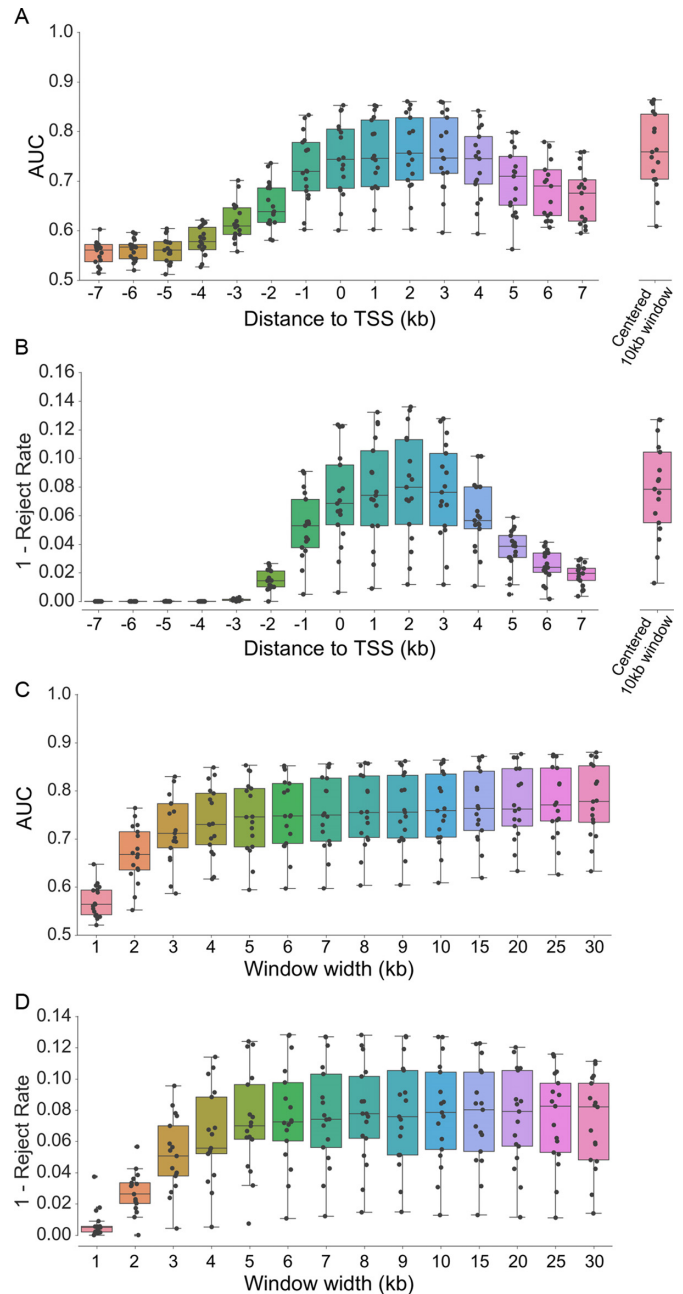 A
1.0
0.9
0.8
0.7
0.6
0.5
AUC
-7 -6 -5 -4 -3 -2 -1 0 1 2 3 4 5 6 7
Distance to TSS (kb)
Centered
10kb window
B
0.16
0.14
0.12
0.10
0.08
0.06
0.04
0.02
0.00
1 - Reject Rate
-7 -6 -5 -4 -3 -2 -1 0 1 2 3 4 5 6 7
Distance to TSS (kb)
Centered
10kb window
C
1.0
0.9
0.8
0.7
0.6
0.5
AUC
1 2 3 4 5 6 7 8 9 10 15 20 25 30
Window width (kb)
D
0.14
0.12
0.10
0.08
0.06
0.04
0.02
0.00
1 - Reject Rate
1 2 3 4 5 6 7 8 9 10 15 20 25 30
Window width (kb)